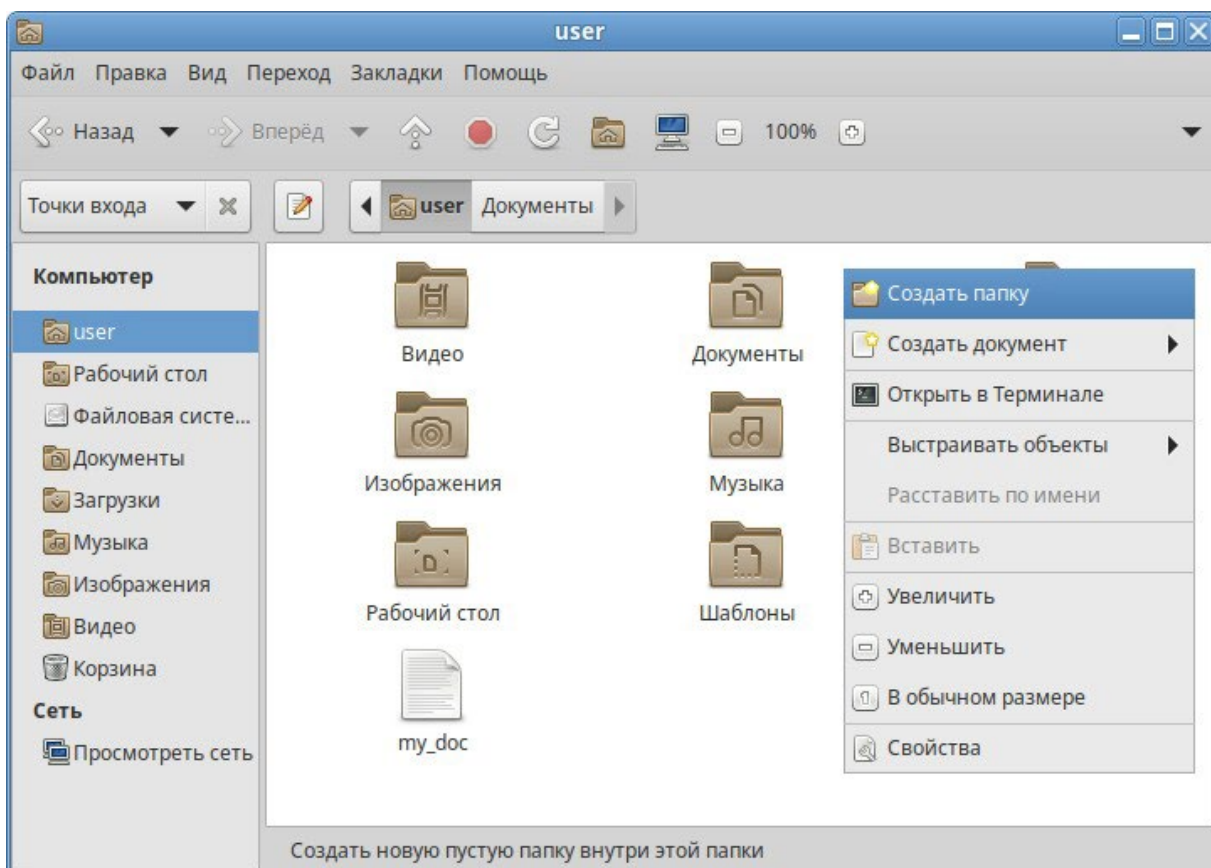 user
Файл Правка Вид Переход Закладки Помощь
Назад Вперёд 100%
Точки входа user Документы
Компьютер
user
Рабочий стол
Файловая систе...
Документы
Загрузки
Музыка
Изображения
Видео
Корзина
Сеть
Просмотреть сеть
Видео
Документы
Изображения
Музыка
Рабочий стол
Шаблоны
my_doc
Создать папку
Создать документ
Открыть в Терминале
Выстраивать объекты
Расставить по имени
Вставить
Увеличить
Уменьшить
В обычном размере
Свойства
Создать новую пустую папку внутри этой папки